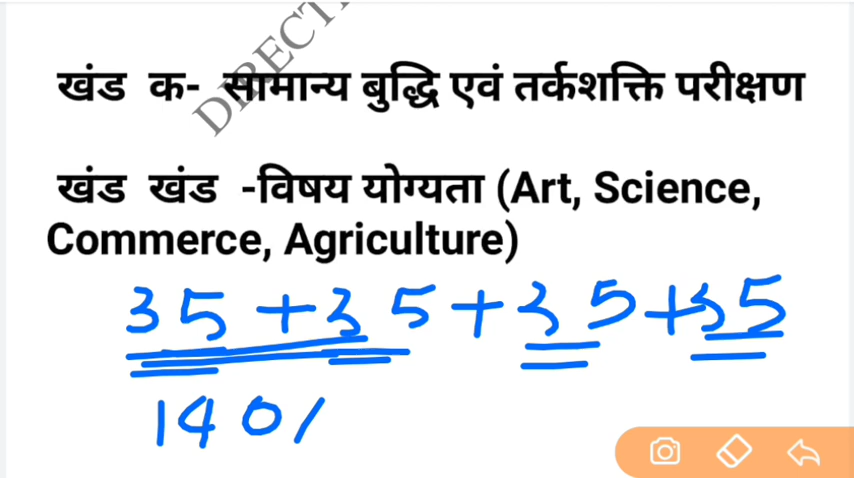 DIRECT
खंड क- सामान्य बुद्धि एवं तर्कशक्ति परीक्षण
खंड खंड -विषय योग्यता (Art, Science,
Commerce, Agriculture)
35+35+35+35
140/